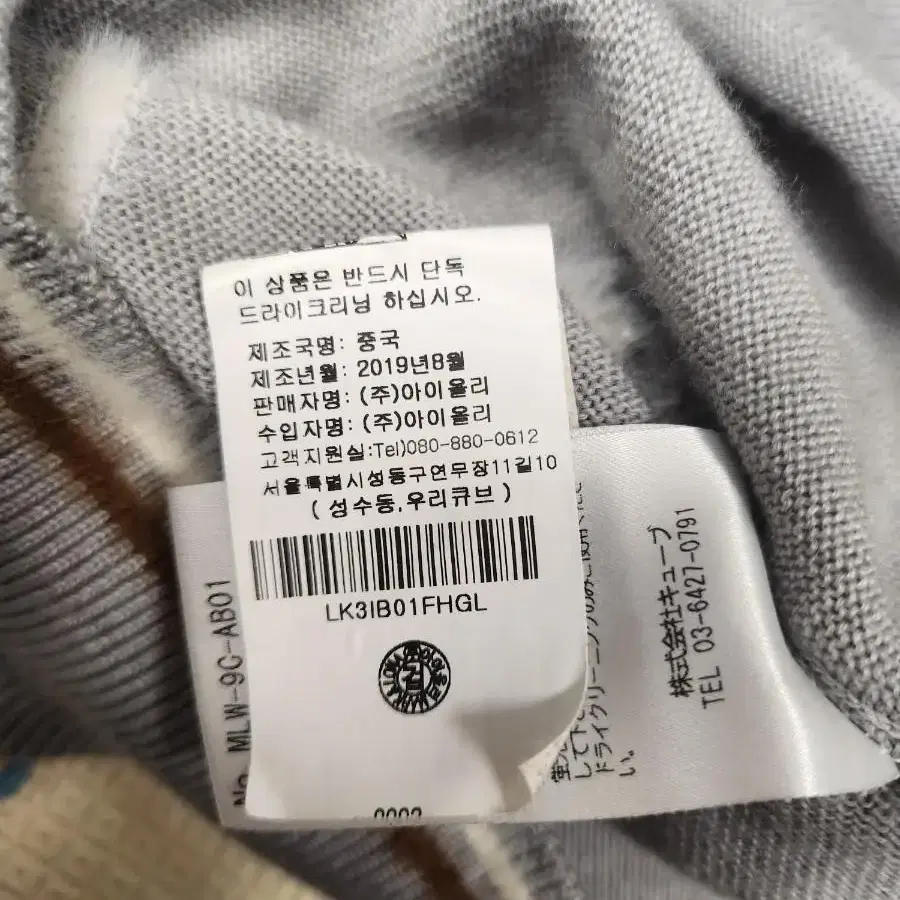 이 상품은 반드시 단독
드라이크리닝 하십시오.
제조국명: 중국
제조년월: 2019년8월
판매자명: (주)아이올리
수입자명: (주)아이올리
고객지원실:Tel)080-880-0612
서울특별시성동구연무장11길10
( 성수동,우리큐브 )
LK3IB01FHGL
No MLW-9C-AB01
ドライクリーニング
い。
株式会社キューブ
TEL 03-6427-0791